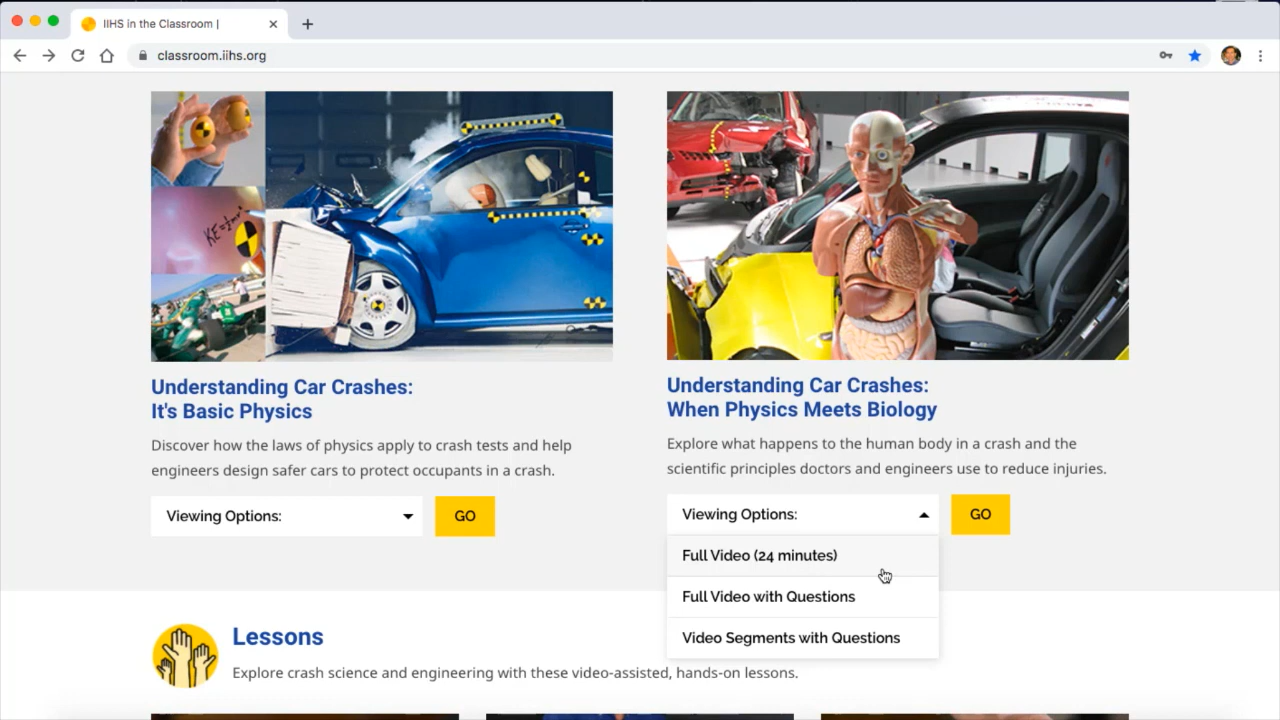 IIHS in the Classroom |
classroom.iihs.org
KE=½mv²
Understanding Car Crashes:
It's Basic Physics
Discover how the laws of physics apply to crash tests and help
engineers design safer cars to protect occupants in a crash.
Viewing Options:
GO
Understanding Car Crashes:
When Physics Meets Biology
Explore what happens to the human body in a crash and the
scientific principles doctors and engineers use to reduce injuries.
Viewing Options:
GO
Full Video (24 minutes)
Full Video with Questions
Video Segments with Questions
Lessons
Explore crash science and engineering with these video-assisted, hands-on lessons.